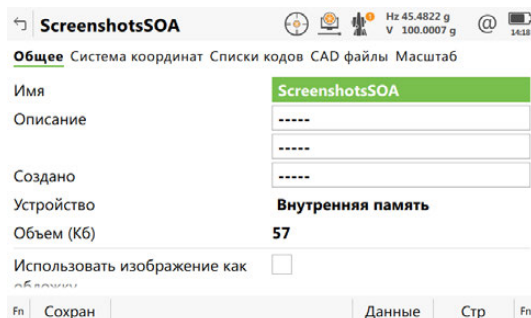 ScreenshotsSOA
Hz 45.4822 g
V 100.0007 g
@
14:18
Общее Система координат Списки кодов CAD файлы Масштаб
Имя ScreenshotsSOA
Описание -----
-----
Создано -----
Устройство Внутренняя память
Объем (Кб) 57
Использовать изображение как
обложку
Fn Сохран Данные Стр Fn